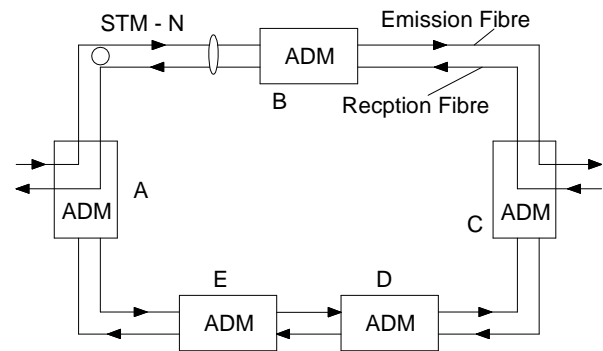 STM - N
Emission Fibre
ADM
B
Recption Fibre
A
ADM
C
ADM
E
D
ADM
ADM